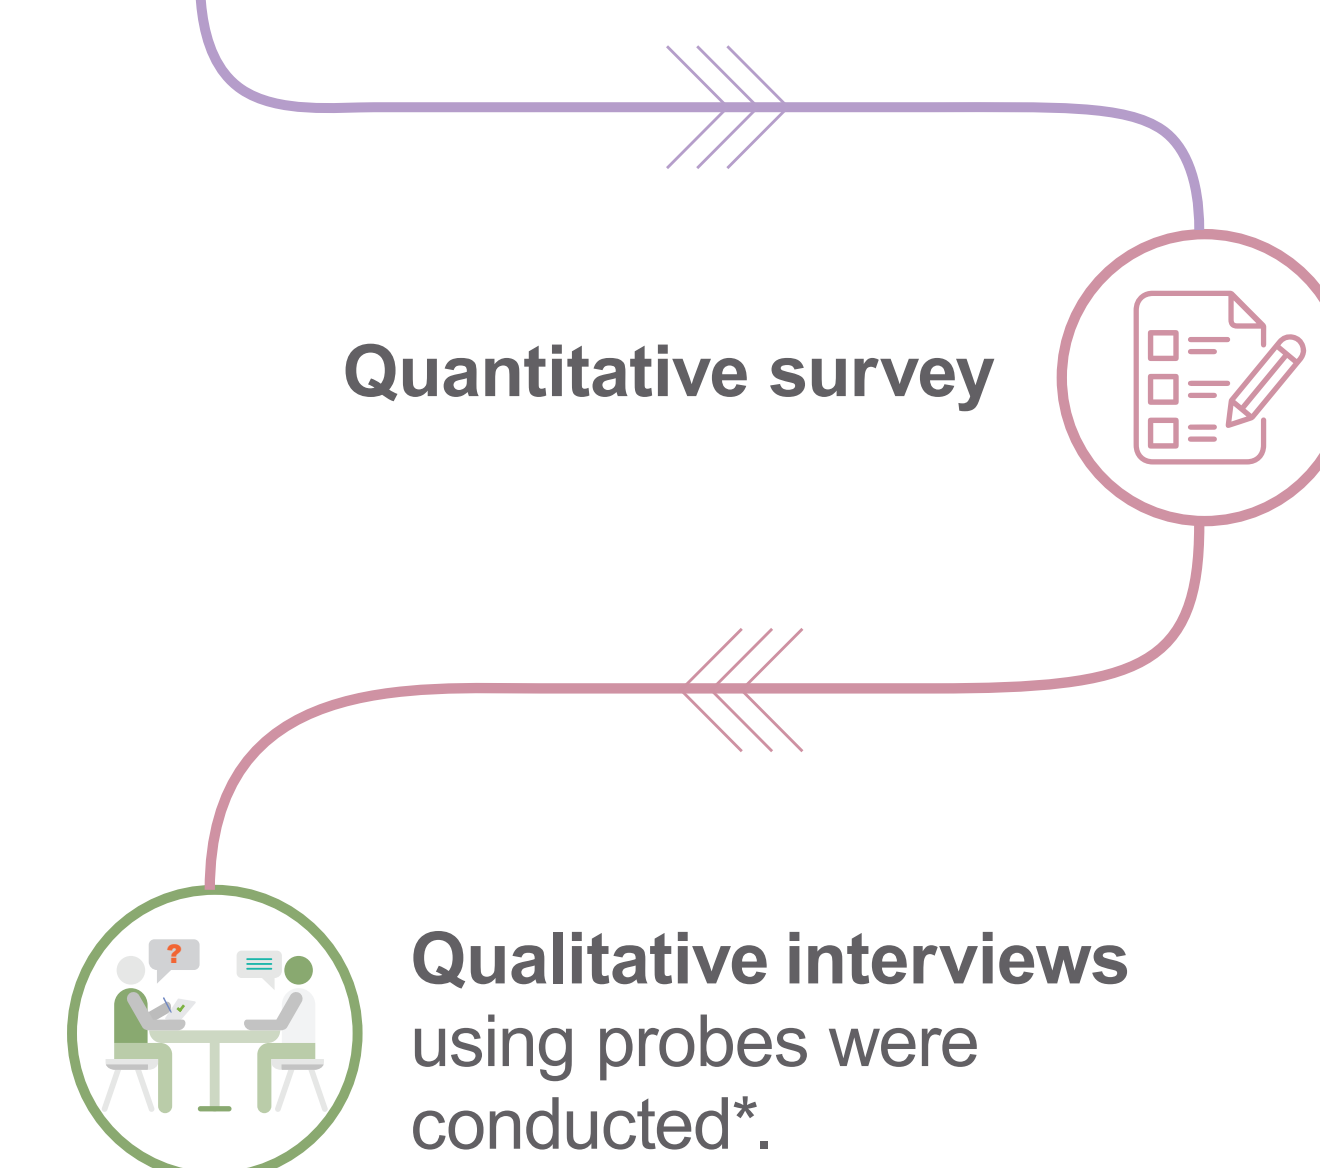 Quantitative survey
?
Qualitative interviews
using probes were
conducted*.